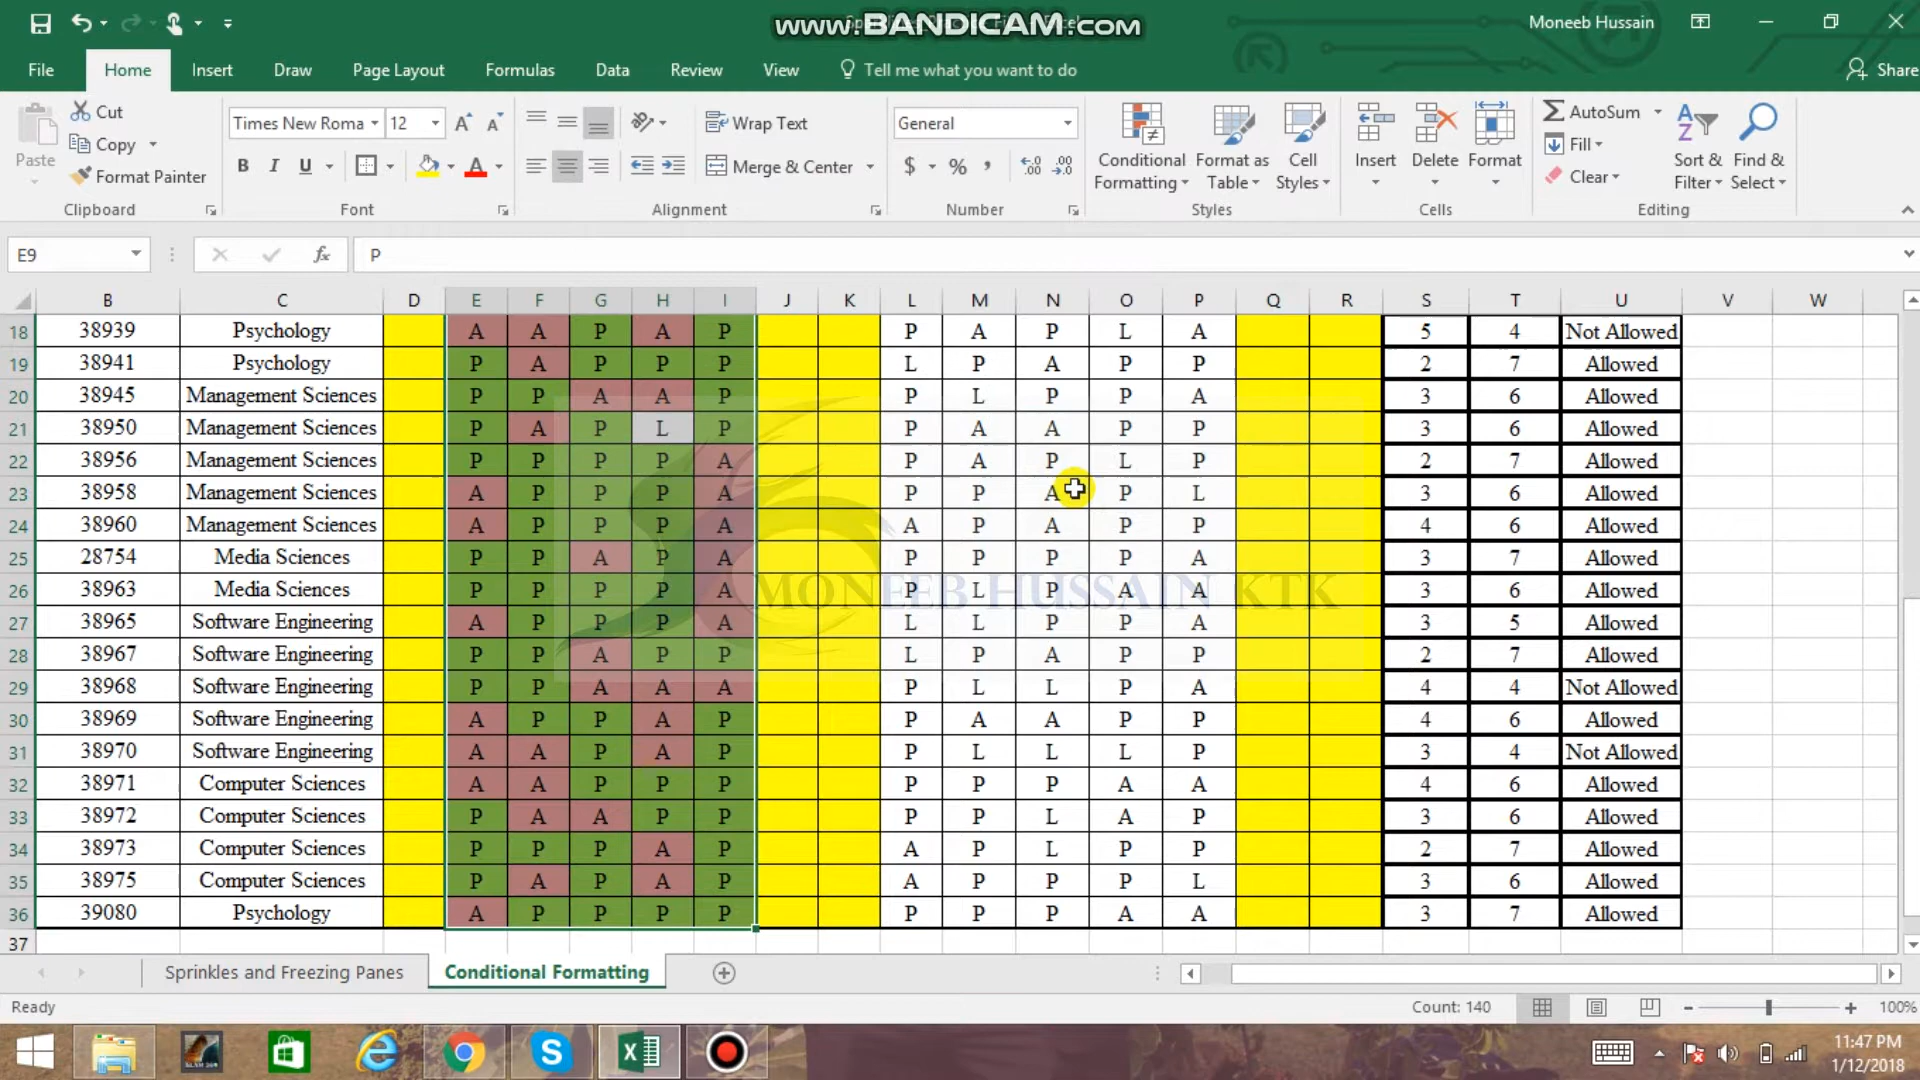 www.BANDICAM.com
Moneeb Hussain
File Home Insert Draw Page Layout Formulas Data Review View Tell me what you want to do Share
Paste Cut Copy Format Painter Clipboard
Times New Roma 12 B I U A Font
Wrap Text Merge & Center Alignment
General $ % , Number
Conditional Formatting Format as Table Cell Styles Styles
Insert Delete Format Cells
AutoSum Fill Clear Sort & Filter Find & Select Editing
E9 fx P
B C D E F G H I J K L M N O P Q R S T U V W
18 38939 Psychology A A P A P P A P L A 5 4 Not Allowed
19 38941 Psychology P A P P P L P A P P 2 7 Allowed
20 38945 Management Sciences P P A A P P L P P A 3 6 Allowed
21 38950 Management Sciences P A P L P P A A P P 3 6 Allowed
22 38956 Management Sciences P P P P A P A P L P 2 7 Allowed
23 38958 Management Sciences A P P P A P P A P L 3 6 Allowed
24 38960 Management Sciences A P P P A A P A P P 4 6 Allowed
25 28754 Media Sciences P P A P A P P P P A 3 7 Allowed
26 38963 Media Sciences P P P P A P L P A A 3 6 Allowed
27 38965 Software Engineering A P P P A L L P P A 3 5 Allowed
28 38967 Software Engineering P P A P P L P A P P 2 7 Allowed
29 38968 Software Engineering P P A A A P L L P A 4 4 Not Allowed
30 38969 Software Engineering A P P A P P A A P P 4 6 Allowed
31 38970 Software Engineering A A P A P P L L L P 3 4 Not Allowed
32 38971 Computer Sciences A A P P P P P P A A 4 6 Allowed
33 38972 Computer Sciences P A A P P P P L A P 3 6 Allowed
34 38973 Computer Sciences P P P A P A P L P P 2 7 Allowed
35 38975 Computer Sciences P A P A P A P P P L 3 6 Allowed
36 39080 Psychology A P P P P P P P A A 3 7 Allowed
37
MONEEB HUSSAIN KTK
Sprinkles and Freezing Panes Conditional Formatting
Ready Count: 140 100%
11:47 PM
1/12/2018